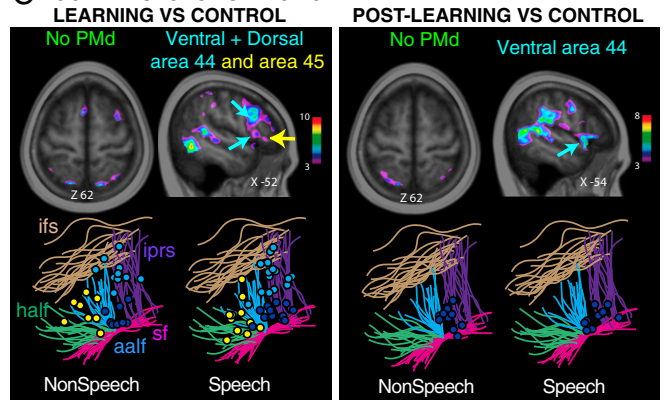 LEARNING VS CONTROL
No PMd
Ventral + Dorsal
area 44 and area 45
10
3
Z 62
X -52
ifs
iprs
half
sf
aalf
NonSpeech
Speech
POST-LEARNING VS CONTROL
No PMd
Ventral area 44
8
3
Z 62
X -54
NonSpeech
Speech